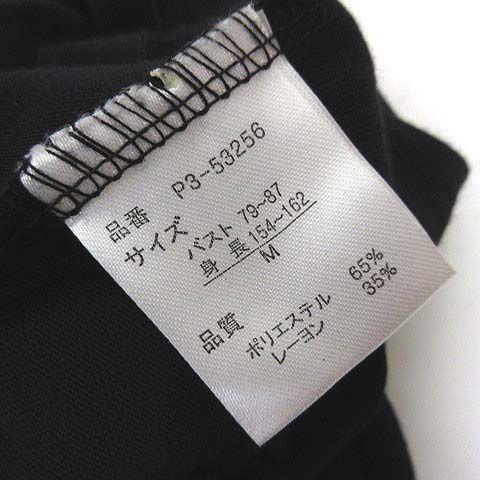 品番 P3-53256
サイズ バスト 79~87
身長 154~162
M
品質 ポリエステル 65%
レーヨン 35%